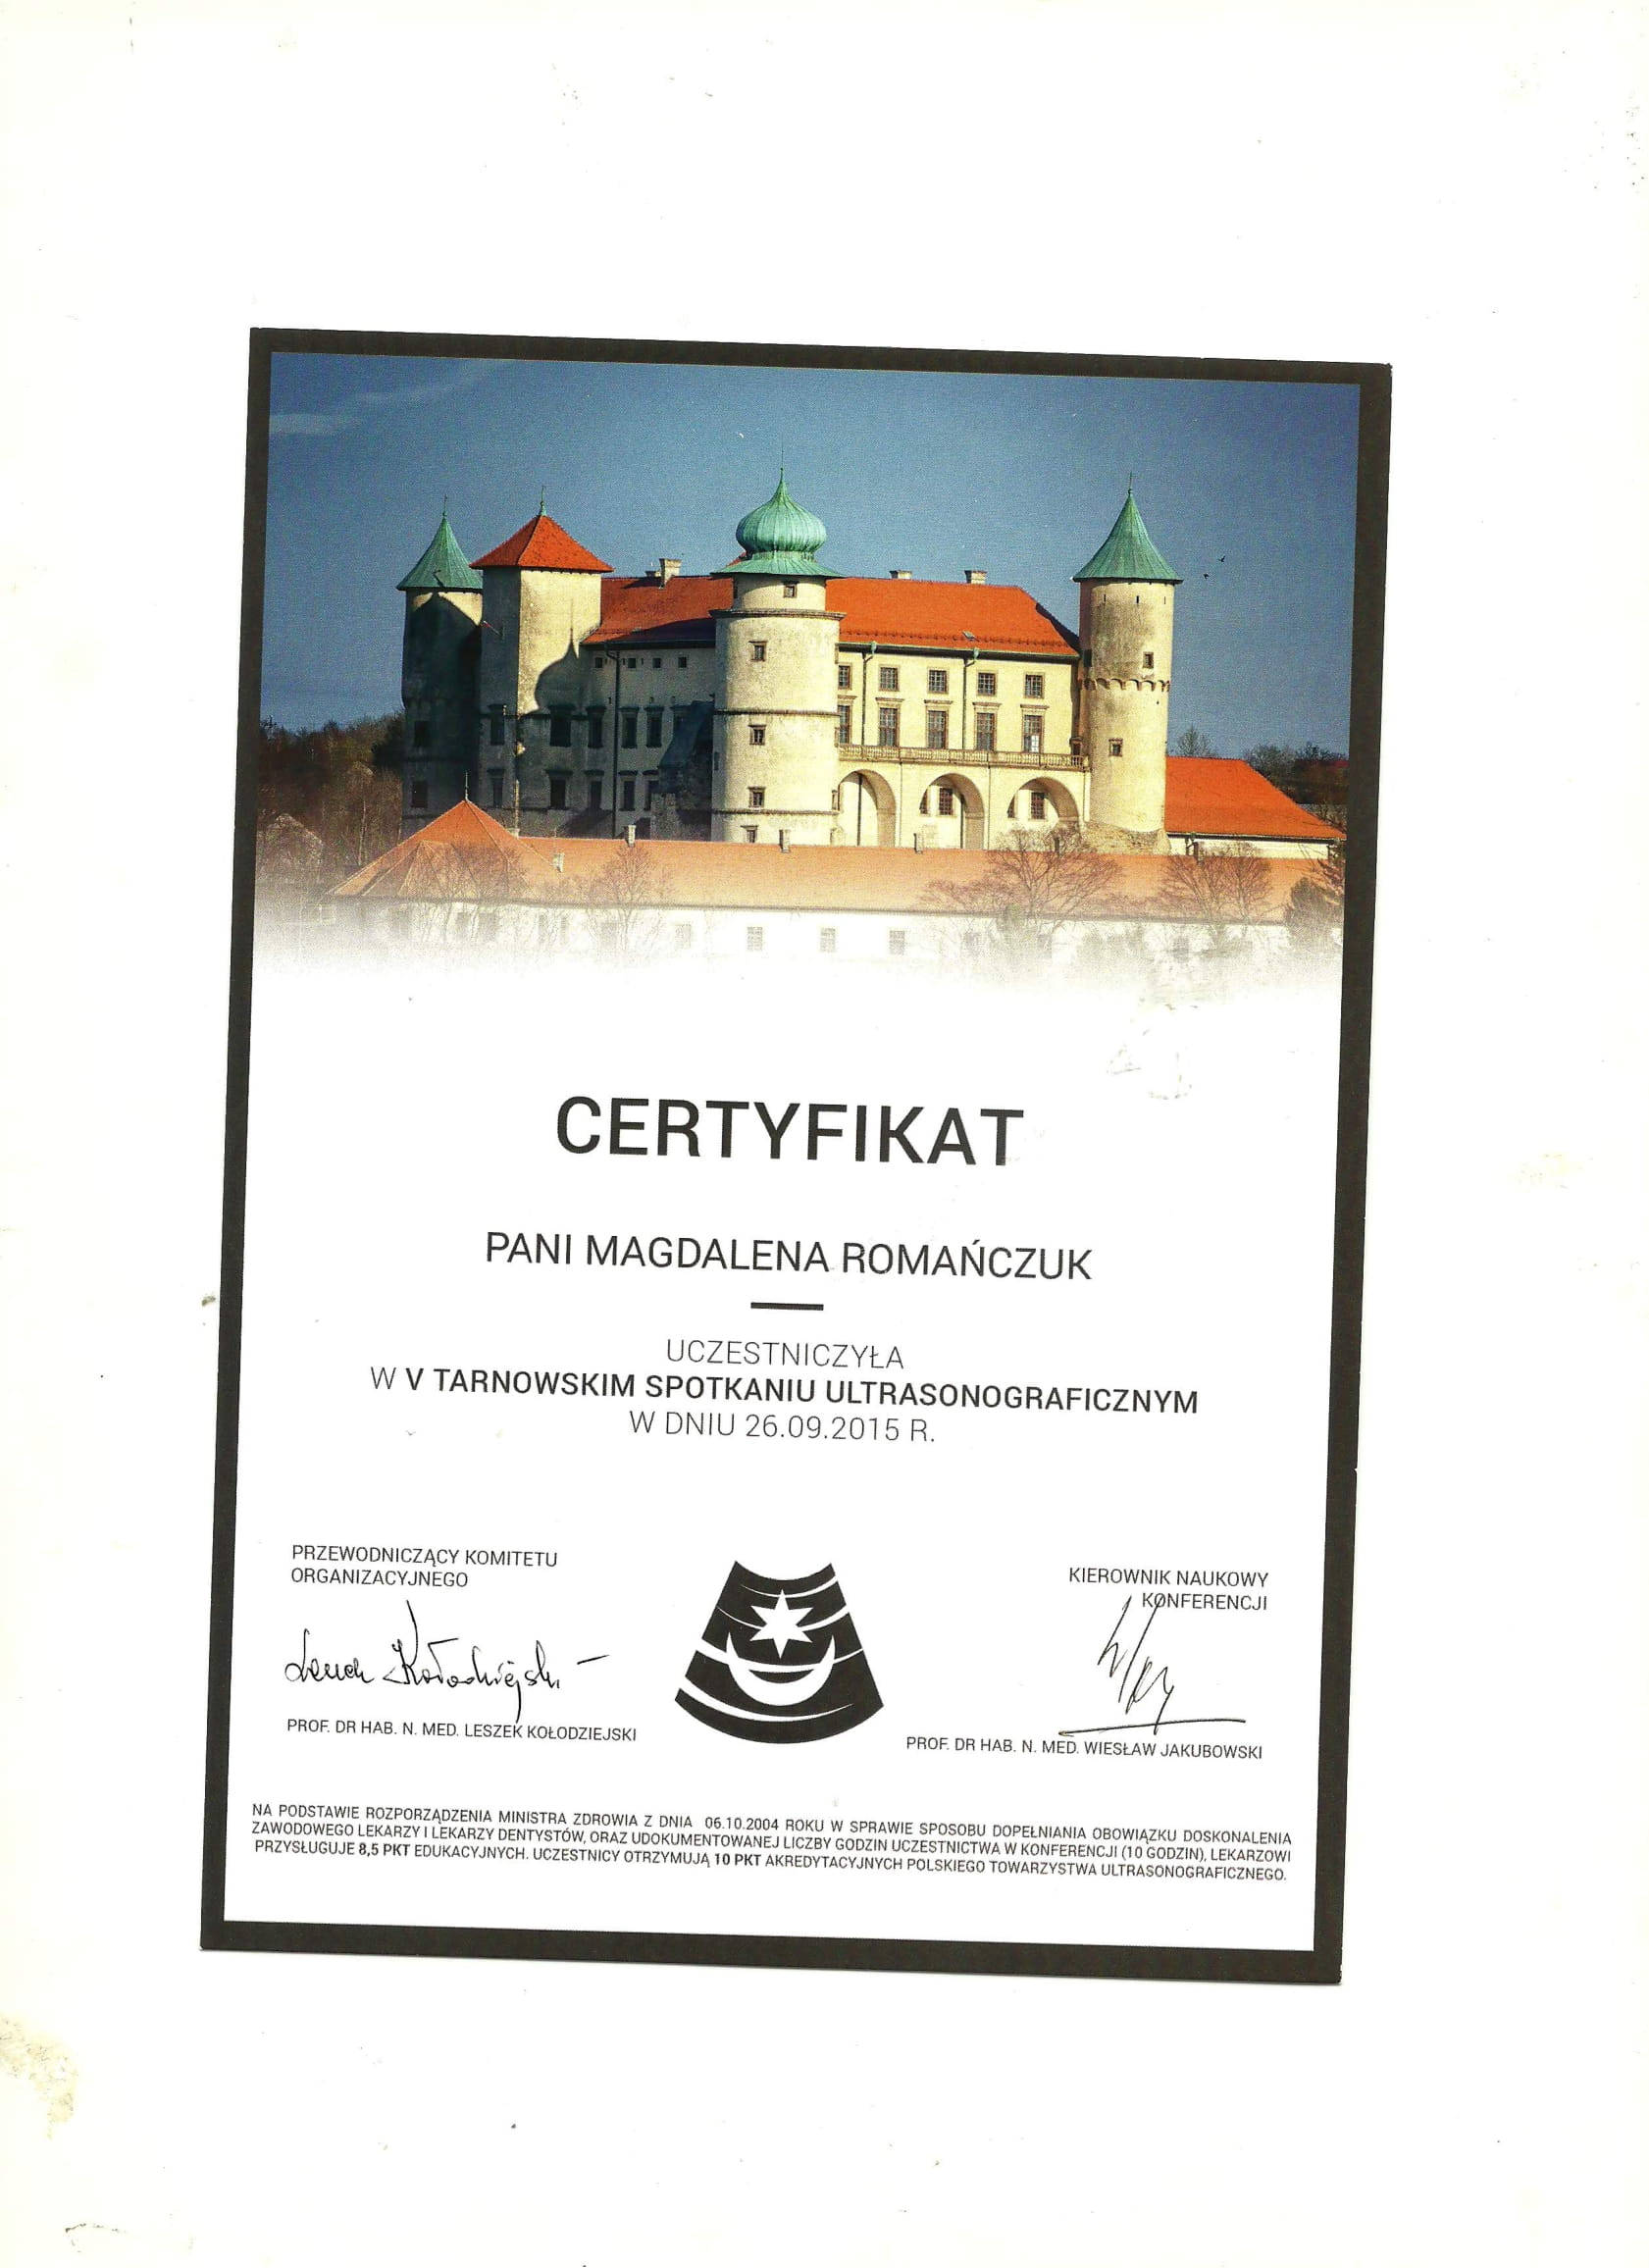 CERTYFIKAT
PANI MAGDALENA ROMAŃCZUK
UCZESTNICZYŁA
W V TARNOWSKIM SPOTKANIU ULTRASONOGRAFICZNYM
W DNIU 26.09.2015 R.
PRZEWODNICZĄCY KOMITETU
ORGANIZACYJNEGO
Leszek Kołodziejski
PROF. DR HAB. N. MED. LESZEK KOŁODZIEJSKI
KIEROWNIK NAUKOWY
KONFERENCJI
PROF. DR HAB. N. MED. WIESŁAW JAKUBOWSKI
NA PODSTAWIE ROZPORZĄDZENIA MINISTRA ZDROWIA Z DNIA 06.10.2004 ROKU W SPRAWIE SPOSOBU DOPEŁNIANIA OBOWIĄZKU DOSKONALENIA
ZAWODOWEGO LEKARZY I LEKARZY DENTYSTÓW, ORAZ UDOKUMENTOWANEJ LICZBY GODZIN UCZESTNICTWA W KONFERENCJI (10 GODZIN), LEKARZOWI
PRZYSŁUGUJE 8,5 PKT EDUKACYJNYCH. UCZESTNICY OTRZYMUJĄ 10 PKT AKREDYTACYJNYCH POLSKIEGO TOWARZYSTWA ULTRASONOGRAFICZNEGO.